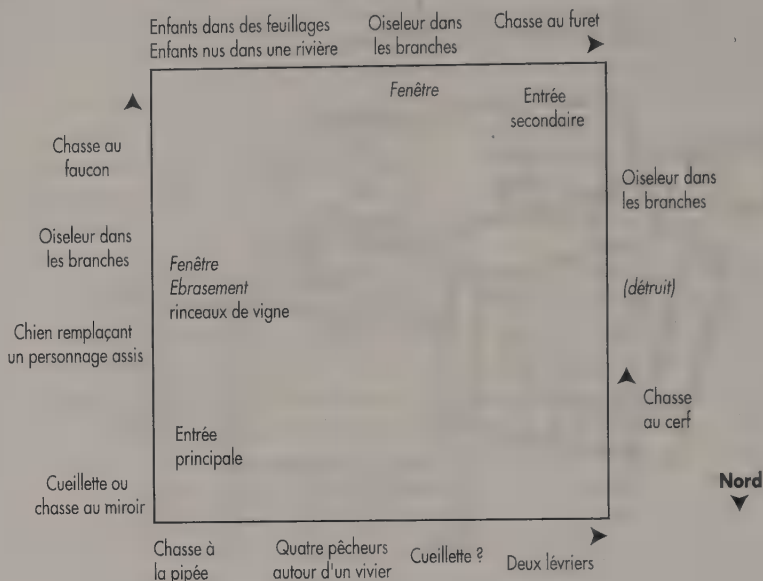 Enfants dans des feuillages
Enfants nus dans une rivière
Oiseleur dans
les branches
Chasse au furet
Fenêtre
Entrée
secondaire
Chasse au
faucon
Oiseleur dans
les branches
Oiseleur dans
les branches
Fenêtre
Ebrasement
rinceaux de vigne
(détruit)
Chien remplaçant
un personnage assis
Chasse
au cerf
Entrée
principale
Cueillette ou
chasse au miroir
Nord
Chasse à
la pipée
Quatre pêcheurs
autour d'un vivier
Cueillette ?
Deux lévriers